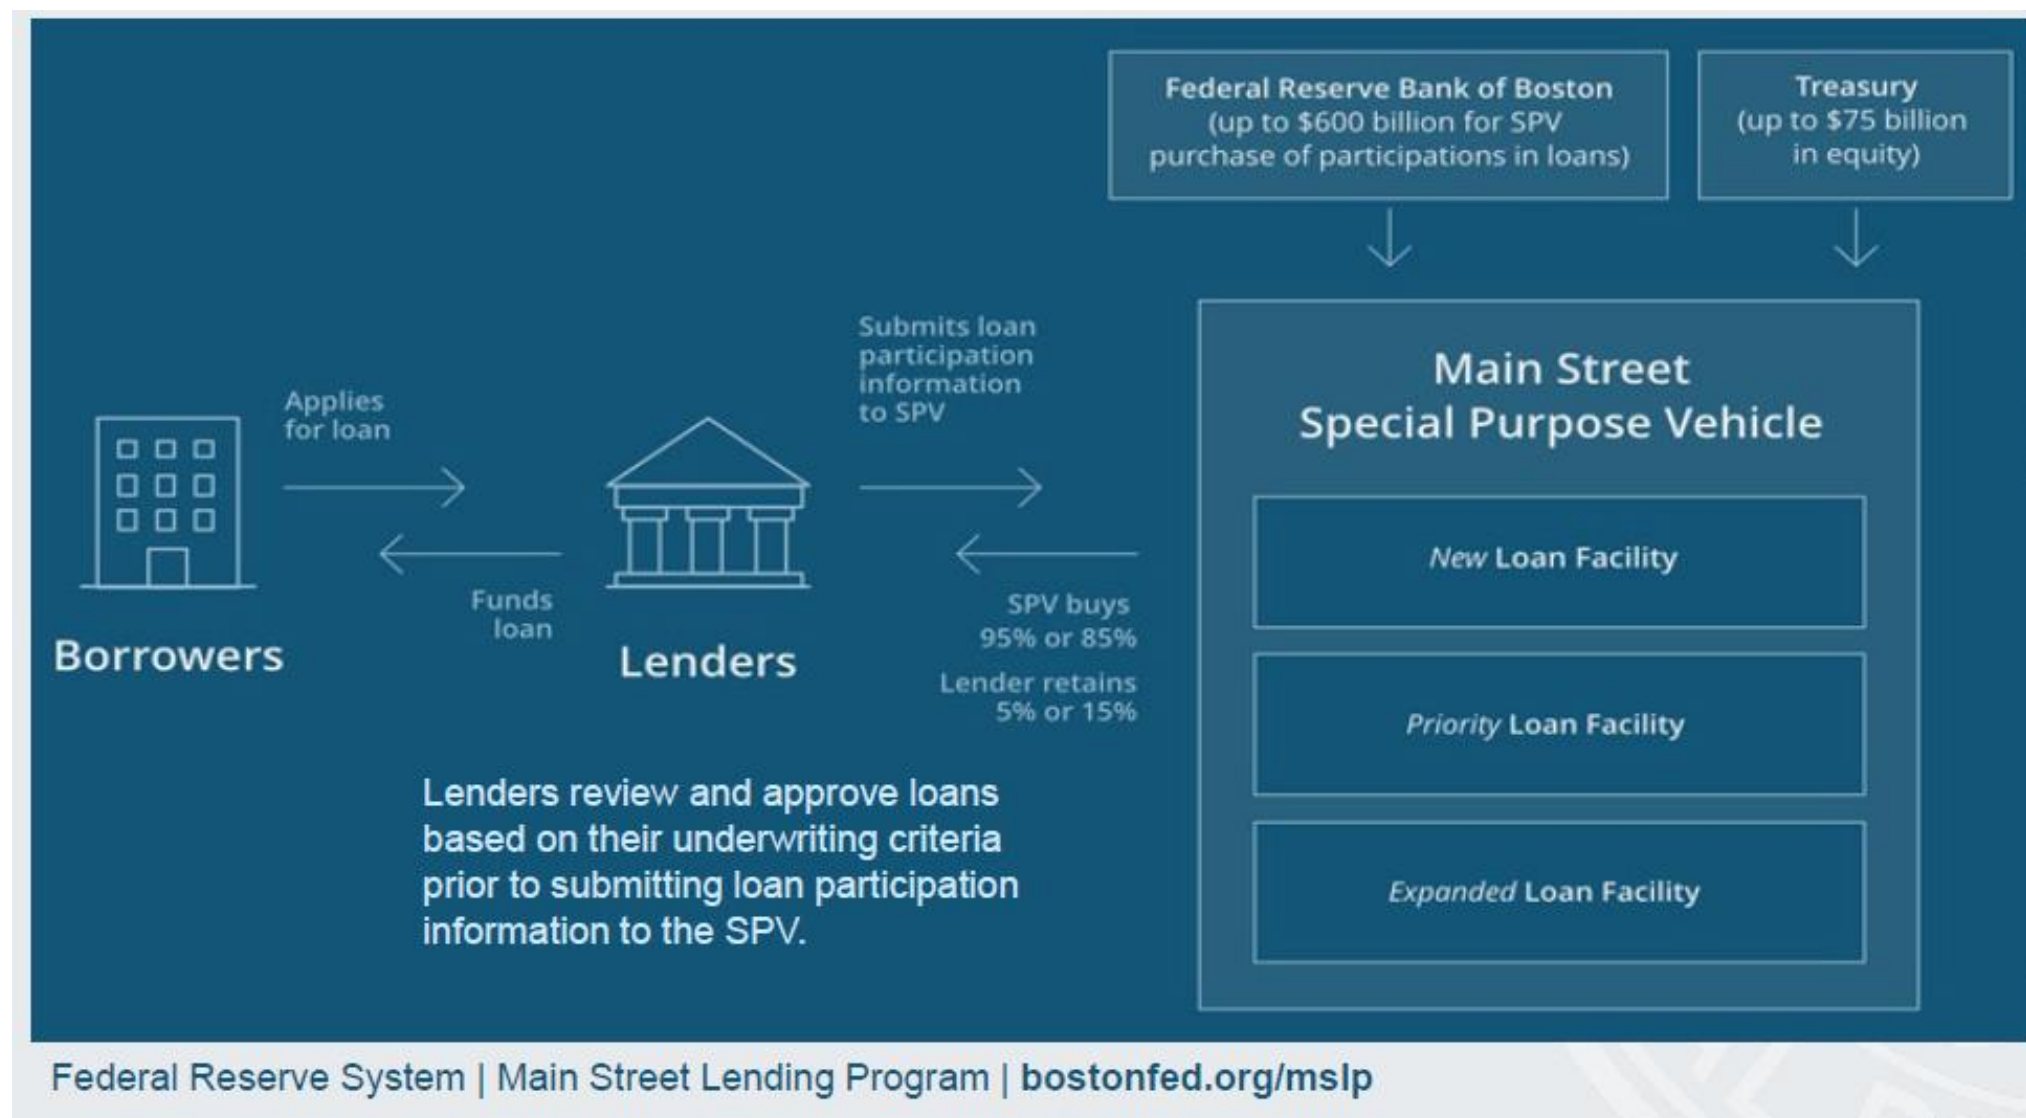 Federal Reserve Bank of Boston
(up to $600 billion for SPV
purchase of participations in loans)
Treasury
(up to $75 billion
in equity)
Applies
for loan
Funds
loan
Borrowers
Submits loan
participation
information
to SPV
SPV buys
95% or 85%
Lender retains
5% or 15%
Lenders
Lenders review and approve loans
based on their underwriting criteria
prior to submitting loan participation
information to the SPV.
Main Street
Special Purpose Vehicle
New Loan Facility
Priority Loan Facility
Expanded Loan Facility
Federal Reserve System | Main Street Lending Program | bostonfed.org/mslp